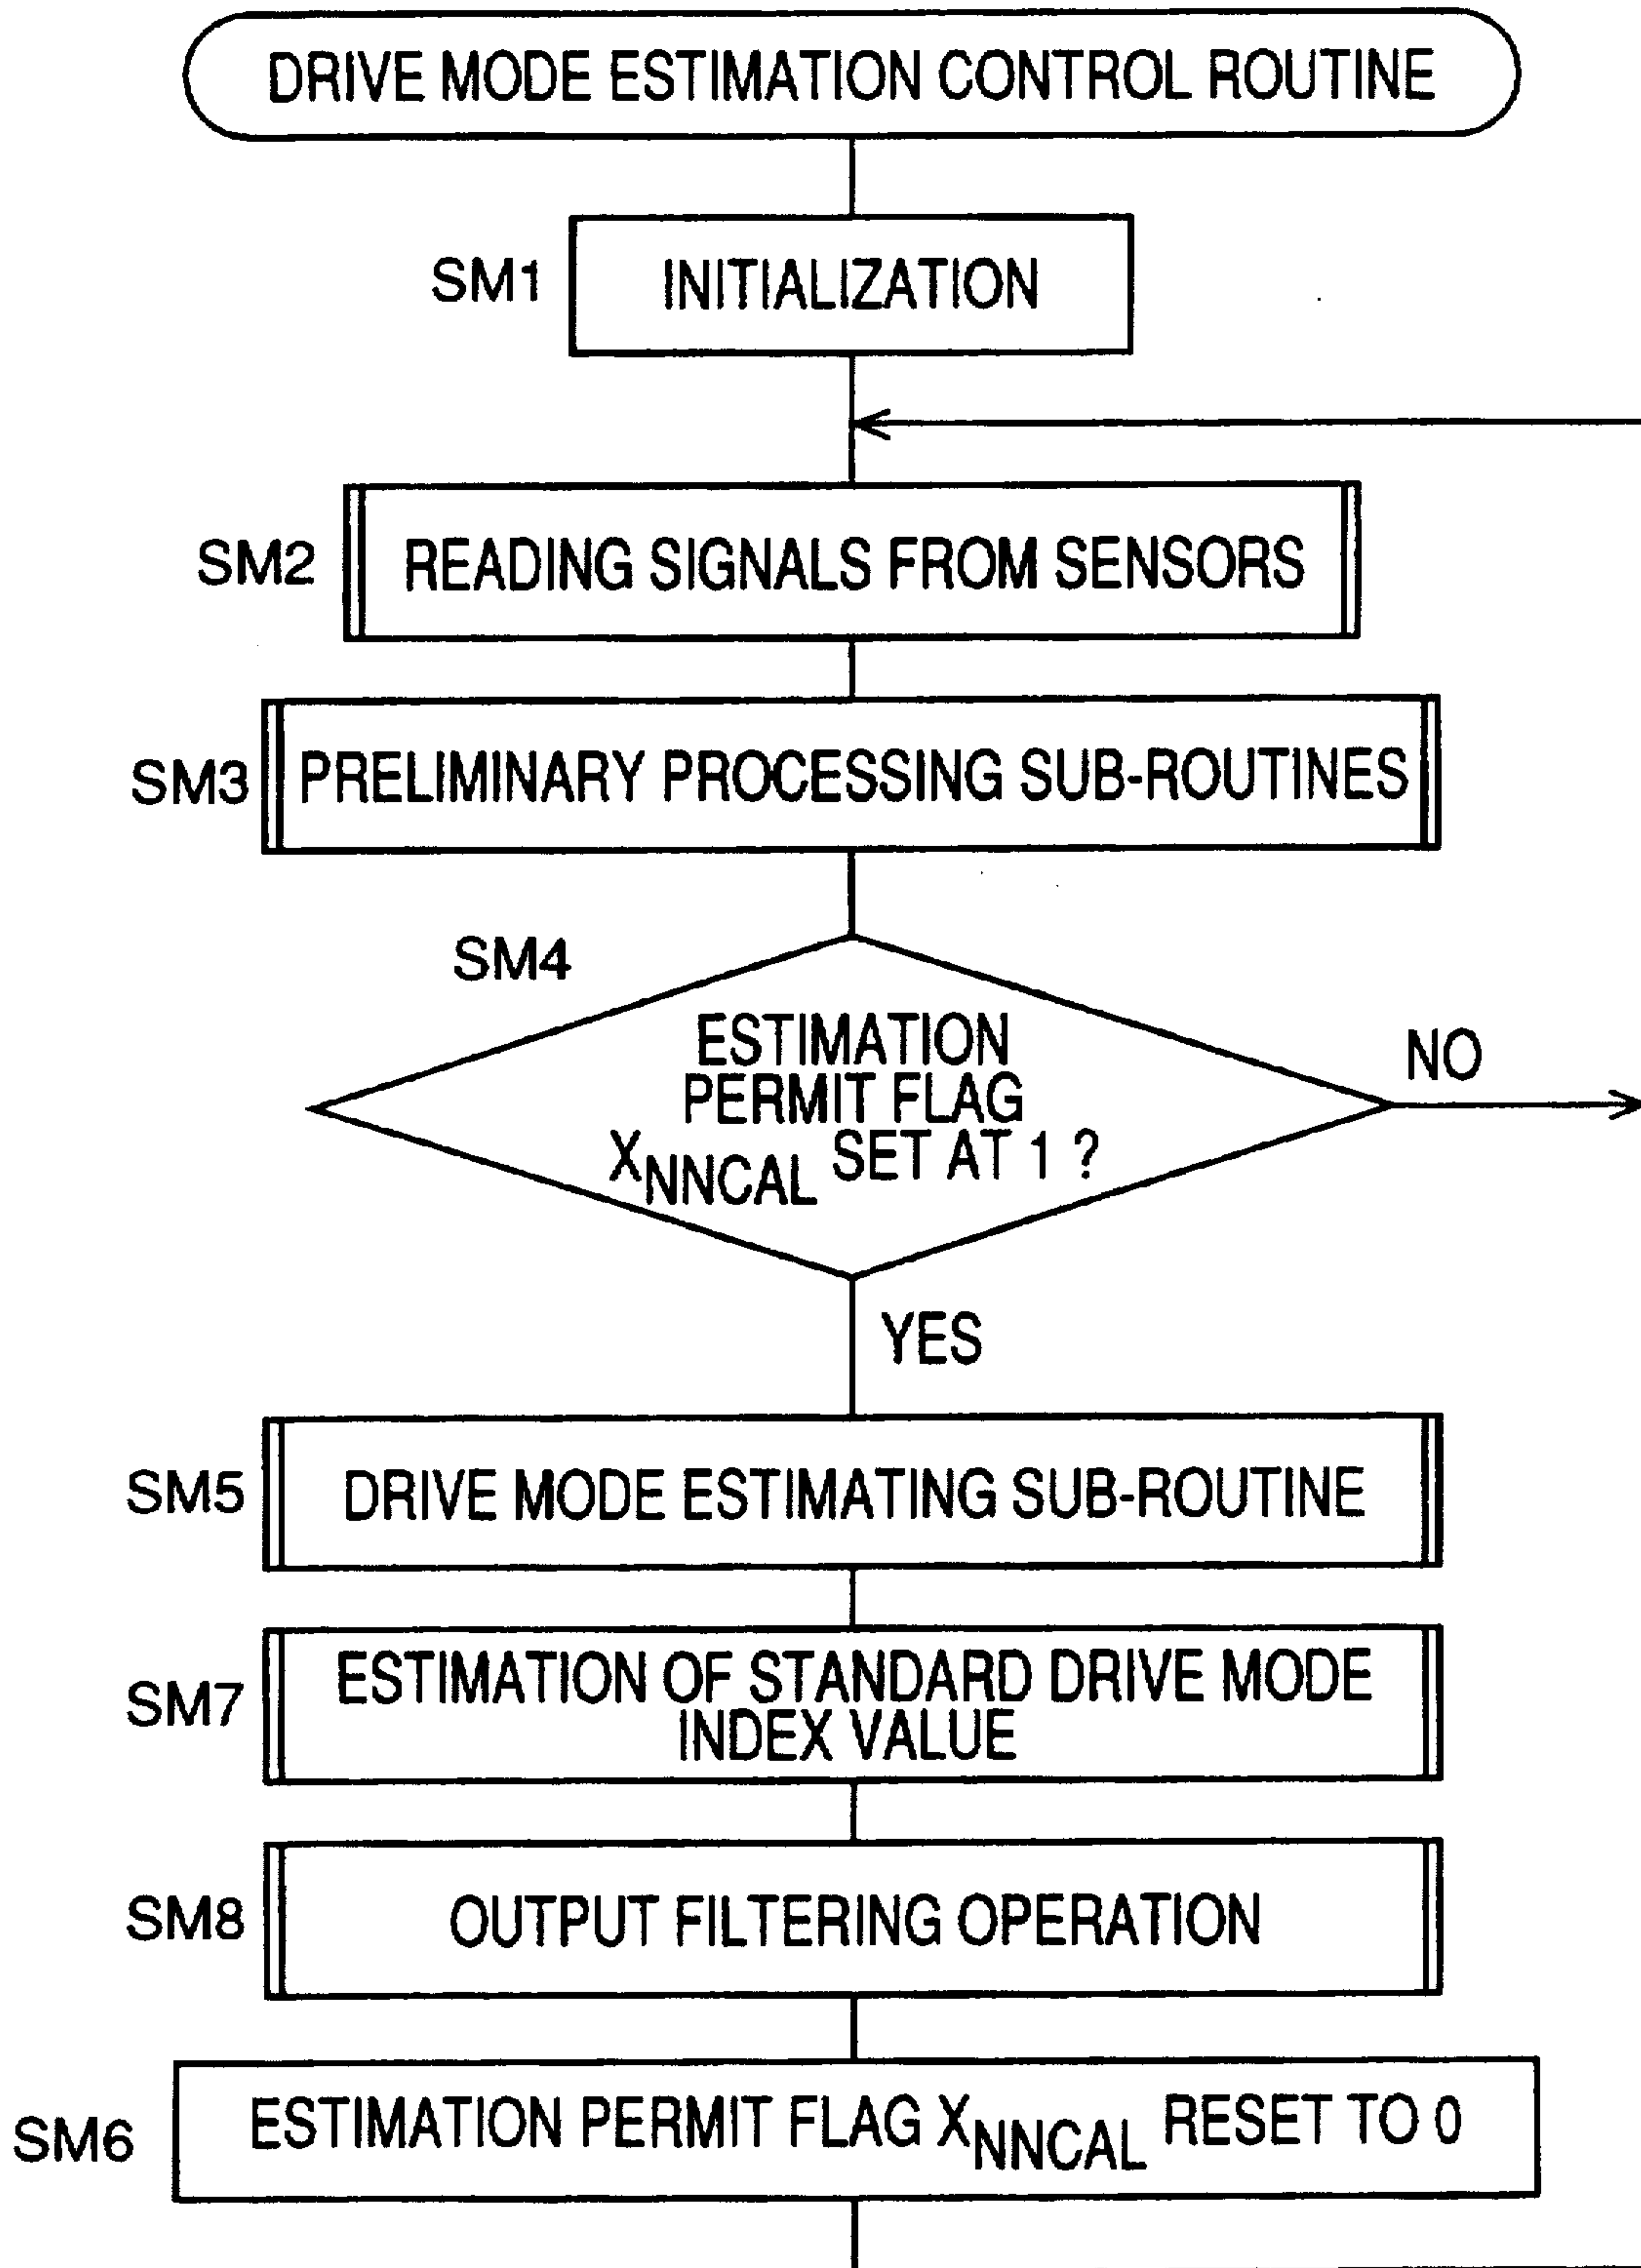 DRIVE MODE ESTIMATION CONTROL ROUTINE
SM1
INITIALIZATION
SM2
READING SIGNALS FROM SENSORS
SM3
PRELIMINARY PROCESSING SUB-ROUTINES
SM4
ESTIMATION
PERMIT FLAG
XNNCAL SET AT 1 ?
NO
YES
SM5
DRIVE MODE ESTIMATING SUB-ROUTINE
SM7
ESTIMATION OF STANDARD DRIVE MODE
INDEX VALUE
SM8
OUTPUT FILTERING OPERATION
SM6
ESTIMATION PERMIT FLAG XNNCAL RESET TO 0